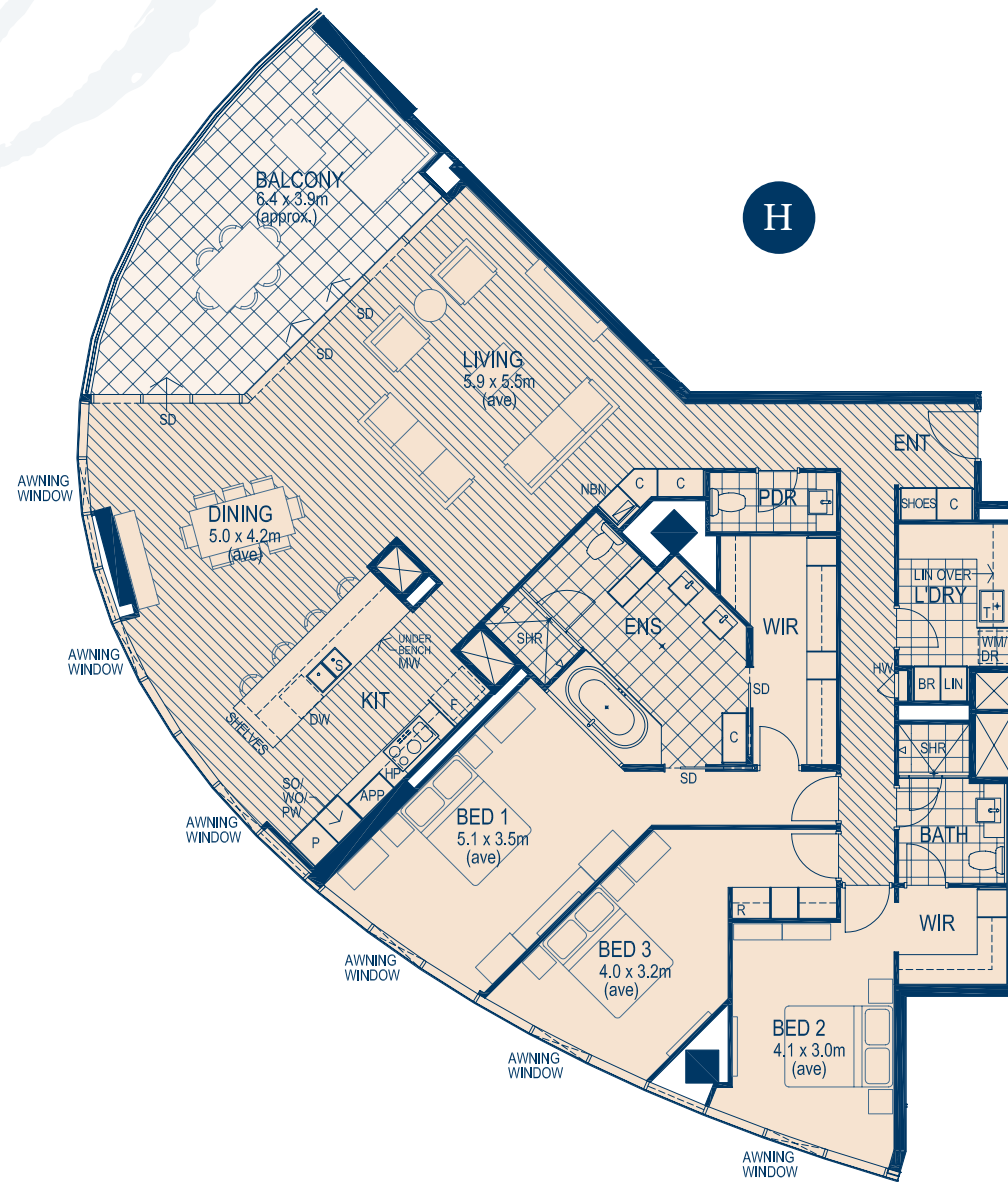 H
BALCONY
6.4 x 3.9m
(approx.)
SD
SD
SD
LIVING
5.9 x 5.5m
(ave)
ENT
AWNING
WINDOW
NBN
C
C
PDR
SHOES
C
DINING
5.0 x 4.2m
(ave)
LIN OVER
L'DRY
T
WM/
DR
ENS
WIR
SHR
AWNING
WINDOW
UNDER
BENCH
MW
S
KIT
DW
F
SHELVES
HW
BR
LIN
SD
C
SD
SHR
HP
APP
SO/
WO/
PW
P
AWNING
WINDOW
BED 1
5.1 x 3.5m
(ave)
BATH
R
WIR
AWNING
WINDOW
BED 3
4.0 x 3.2m
(ave)
BED 2
4.1 x 3.0m
(ave)
AWNING
WINDOW
AWNING
WINDOW